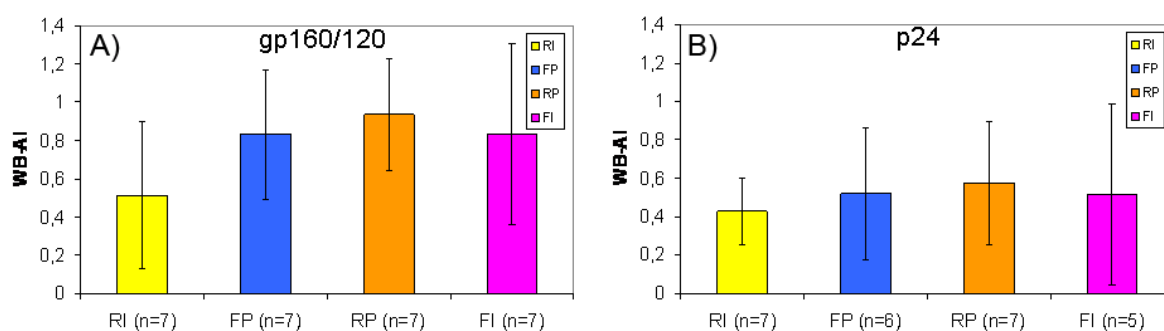 A)
gp160/120
WB-AI
1,4
1,2
1
0,8
0,6
0,4
0,2
0
RI
FP
RP
FI
RI (n=7)
FP (n=7)
RP (n=7)
FI (n=7)
B)
p24
WB-AI
1,4
1,2
1
0,8
0,6
0,4
0,2
0
RI
FP
RP
FI
RI (n=7)
FP (n=6)
RP (n=7)
FI (n=5)